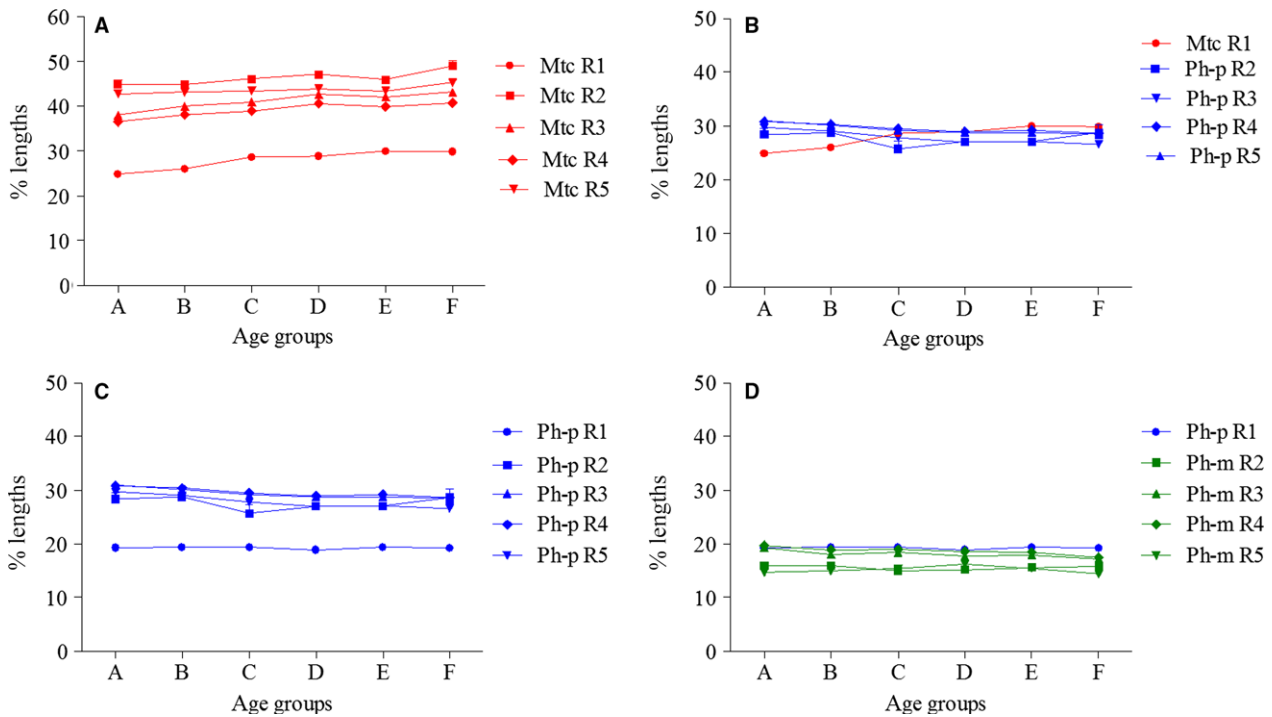 A
% lengths
60
50
40
30
20
10
0
A B C D E F
Age groups
Mtc R1
Mtc R2
Mtc R3
Mtc R4
Mtc R5
B
% lengths
50
40
30
20
10
0
A B C D E F
Age groups
Mtc R1
Ph-p R2
Ph-p R3
Ph-p R4
Ph-p R5
C
% lengths
50
40
30
20
10
0
A B C D E F
Age groups
Ph-p R1
Ph-p R2
Ph-p R3
Ph-p R4
Ph-p R5
D
% lengths
50
40
30
20
10
0
A B C D E F
Age groups
Ph-p R1
Ph-m R2
Ph-m R3
Ph-m R4
Ph-m R5